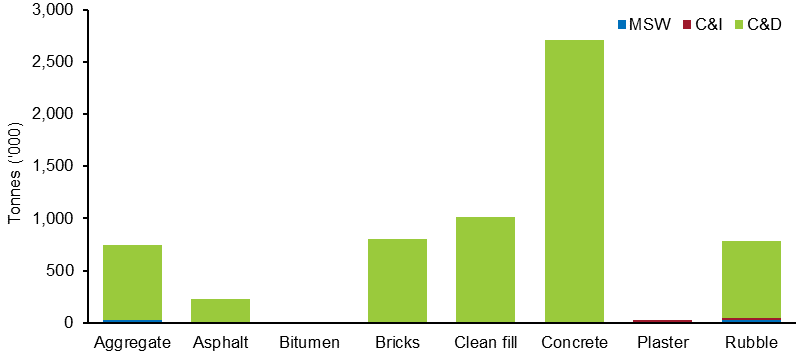 3,000
MSW C&I C&D
2,500
2,000
1,500
1,000
500
0
Tonnes ('000)
Aggregate Asphalt Bitumen Bricks Clean fill Concrete Plaster Rubble